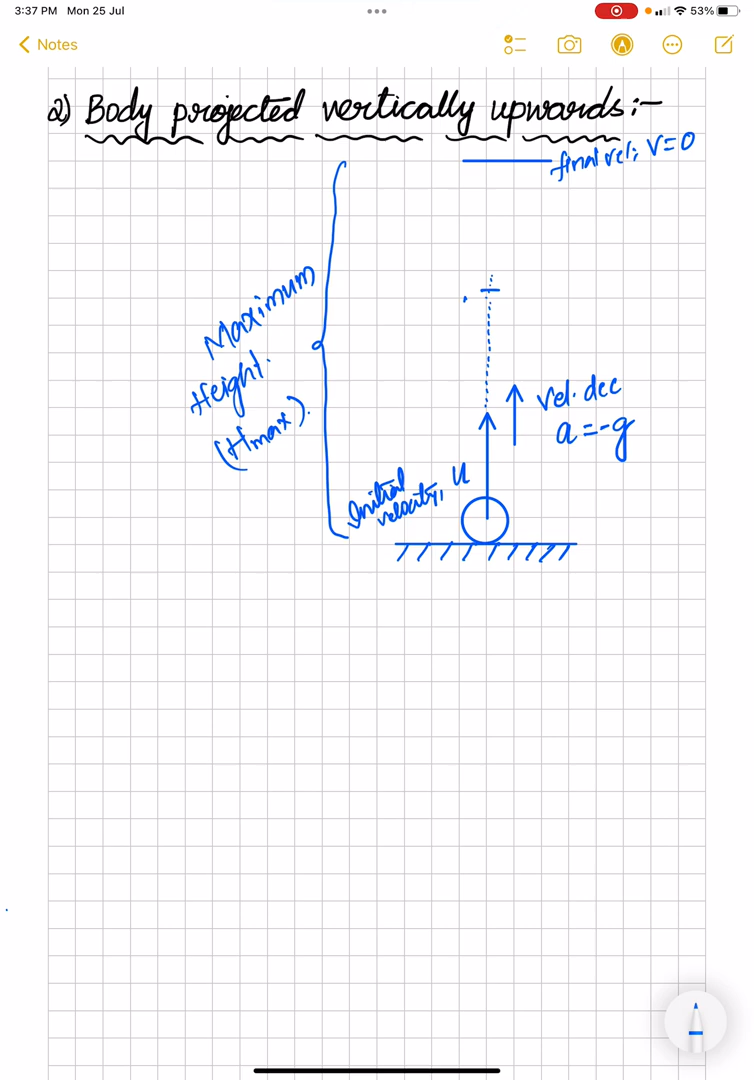 3:37 PM Mon 25 Jul
53%
Notes
2) Body projected vertically upwards :-
final vel; V=0
Maximum
Height.
(Hmax).
vel. dec
a = -g
Initial
velocity, u